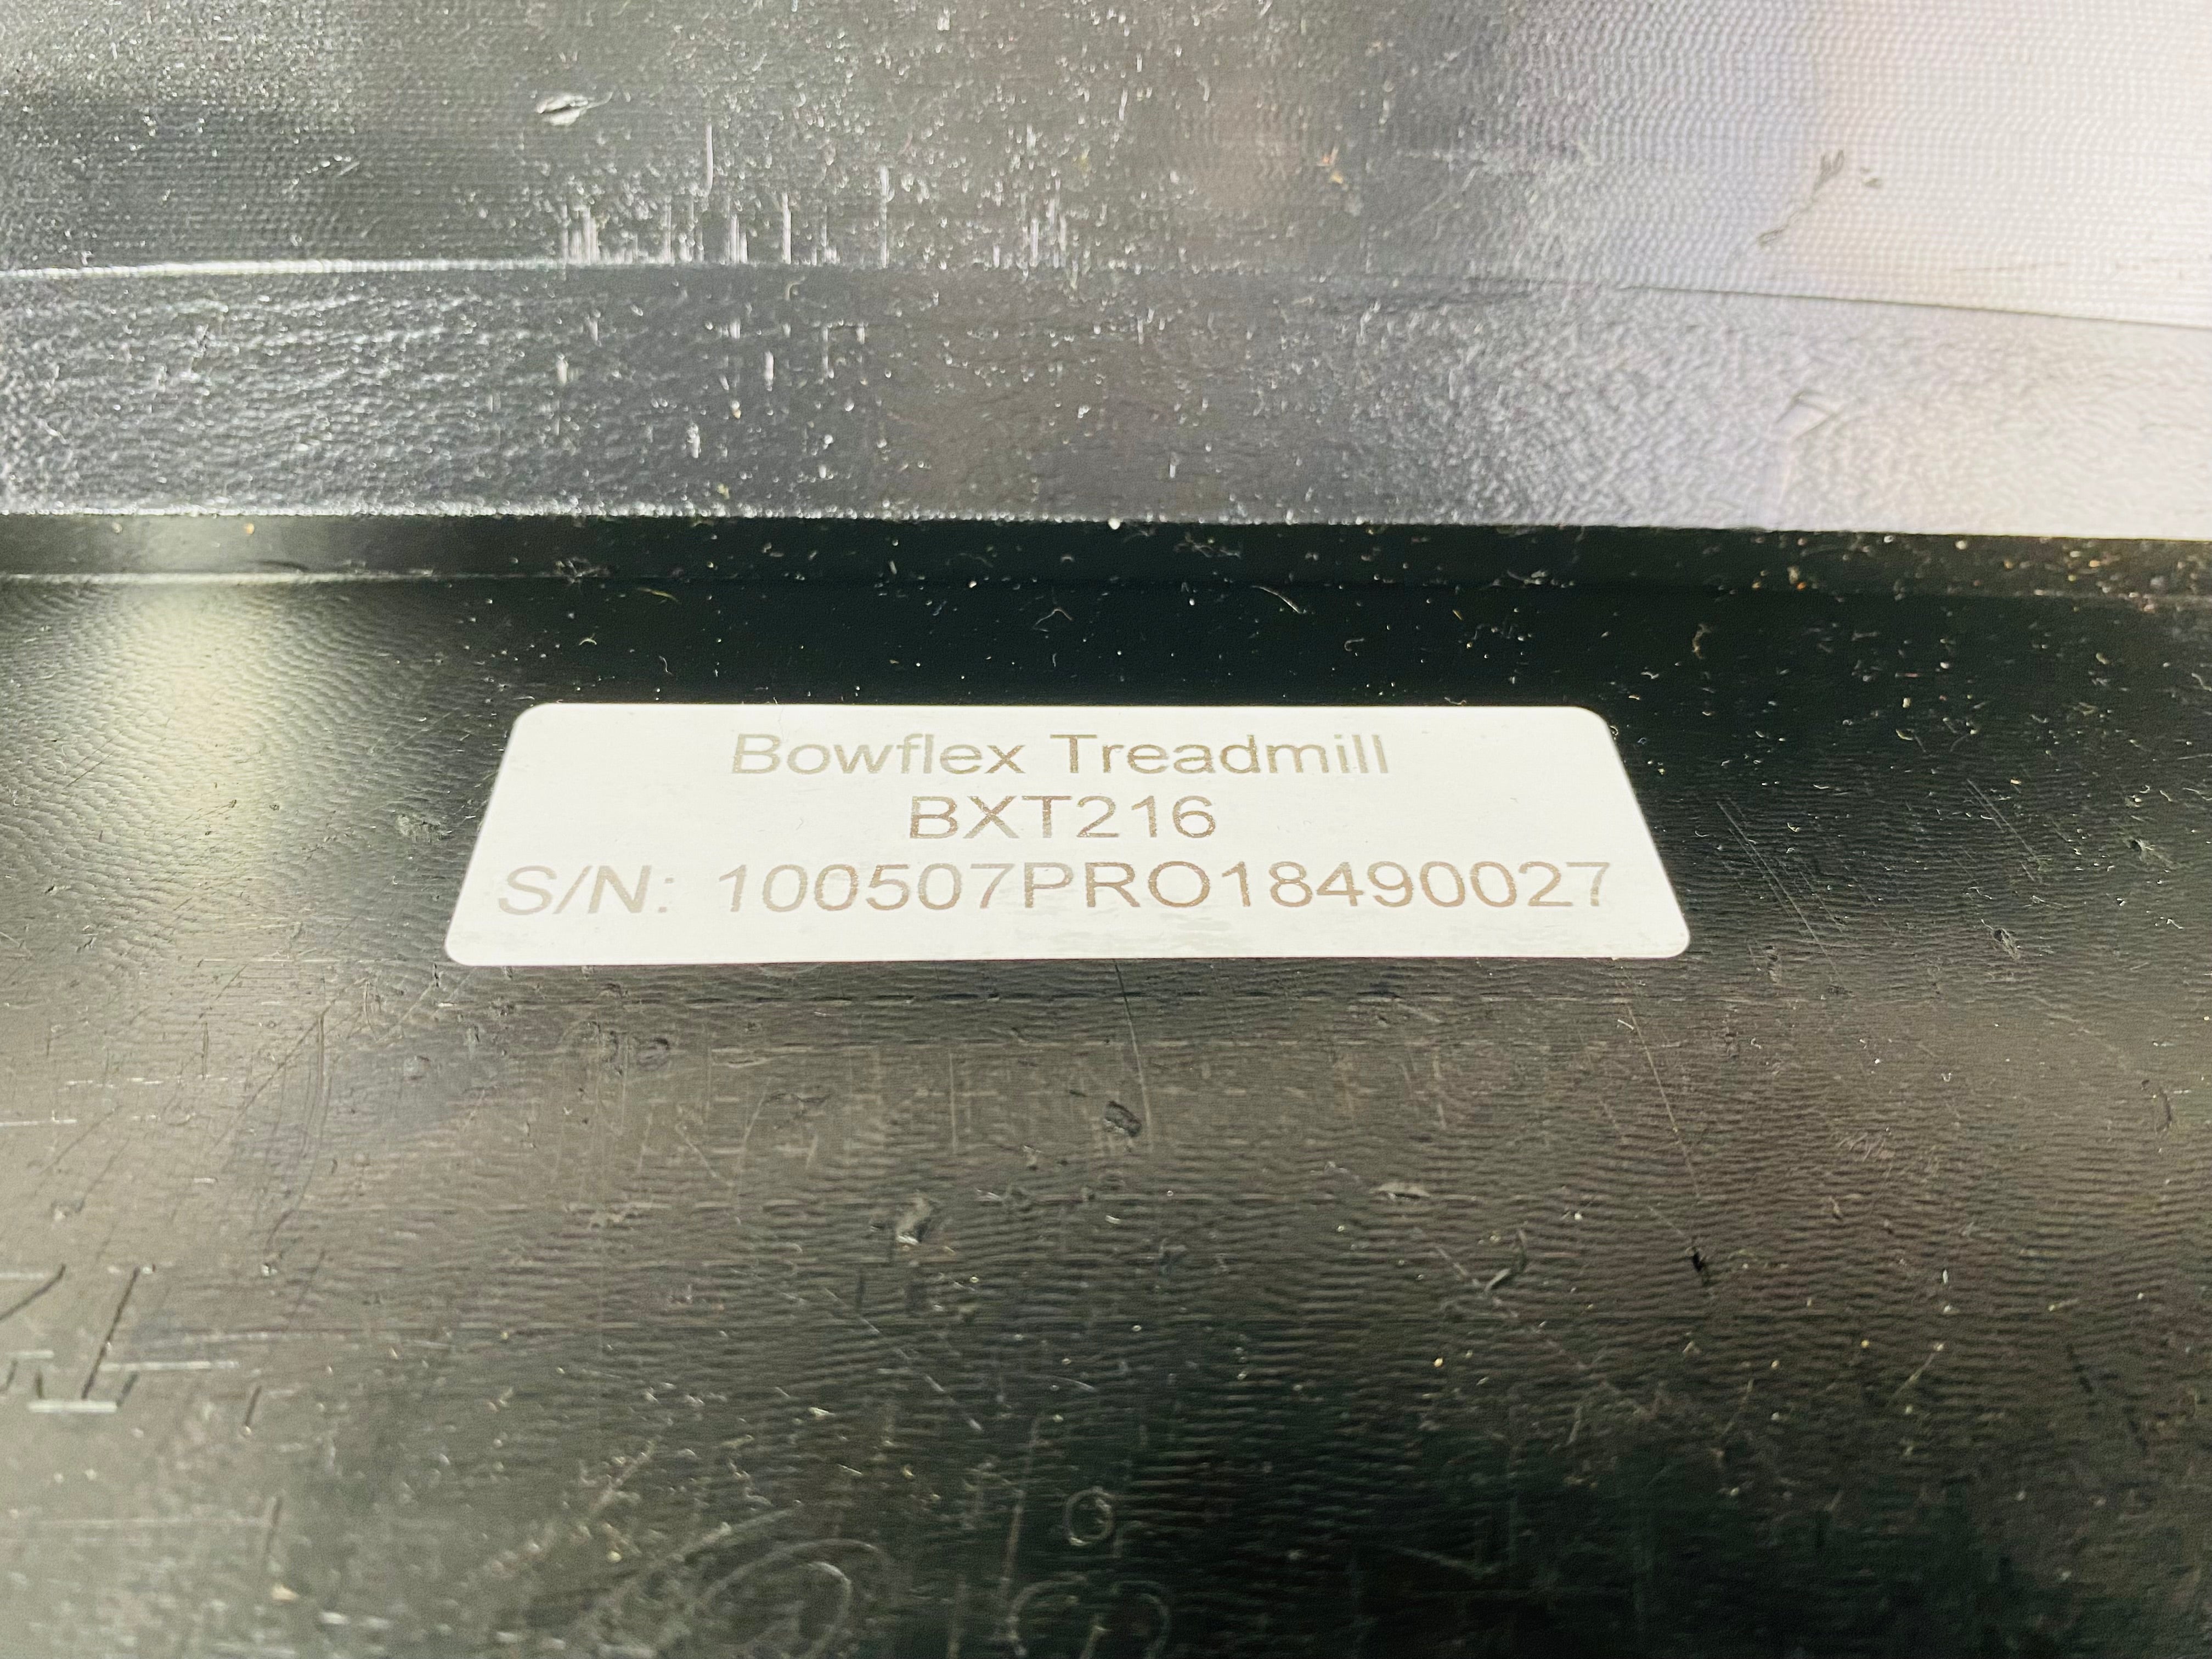 Bowflex Treadmill
BXT216
S/N: 100507PRO18490027